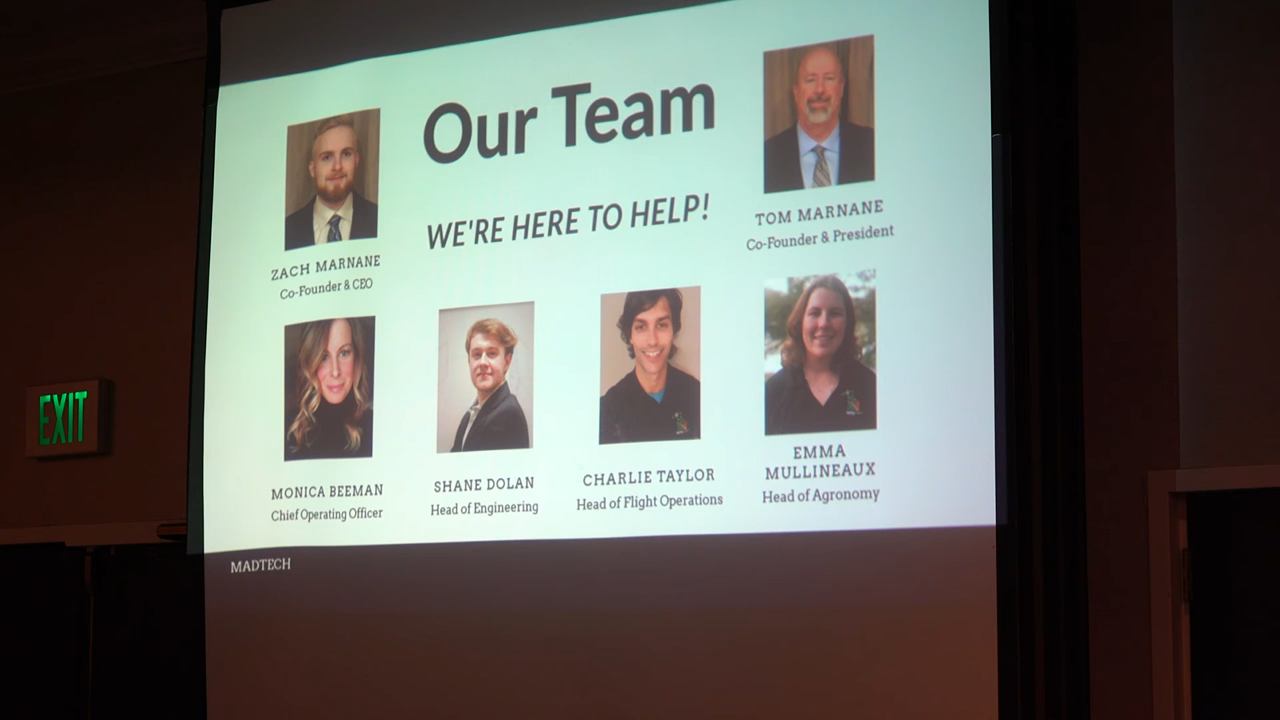 Our Team
WE'RE HERE TO HELP!
ZACH MARNANE
Co-Founder & CEO
TOM MARNANE
Co-Founder & President
MONICA BEEMAN
Chief Operating Officer
SHANE DOLAN
Head of Engineering
CHARLIE TAYLOR
Head of Flight Operations
EMMA
MULLINEAUX
Head of Agronomy
MADTECH
EXIT